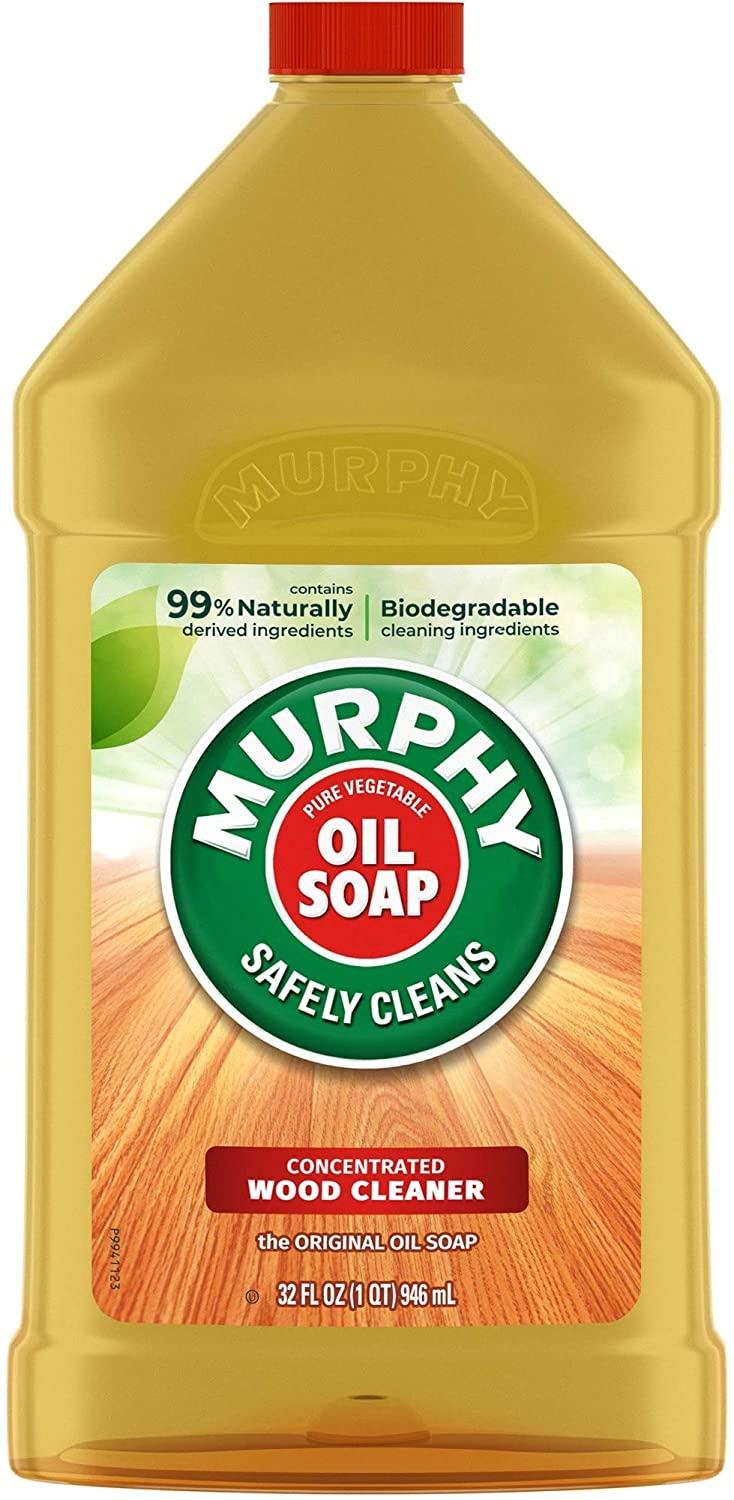 MURPHY
contains
99% Naturally
derived ingredients
Biodegradable
cleaning ingredients
MURPHY
PURE VEGETABLE
OIL
SOAP
SAFELY CLEANS
CONCENTRATED
WOOD CLEANER
the ORIGINAL OIL SOAP
Ⓤ 32 FL OZ (1 QT) 946 mL
P9941123